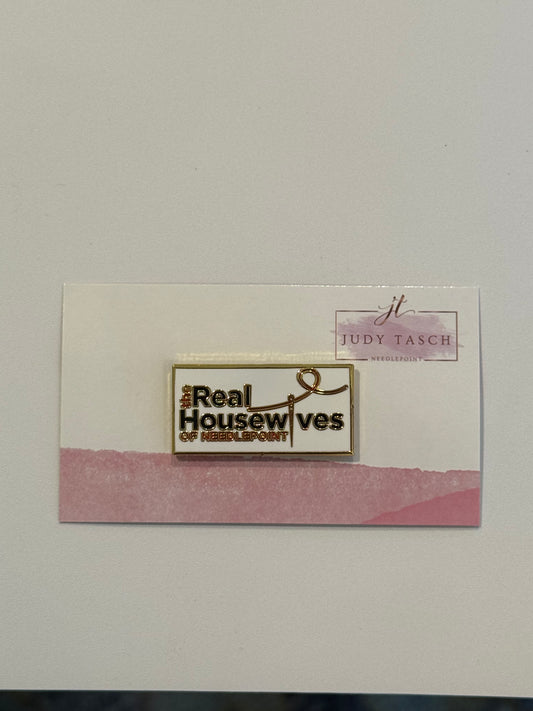 jt
JUDY TASCH
NEEDLEPOINT
the Real
Housewives
OF NEEDLEPOINT